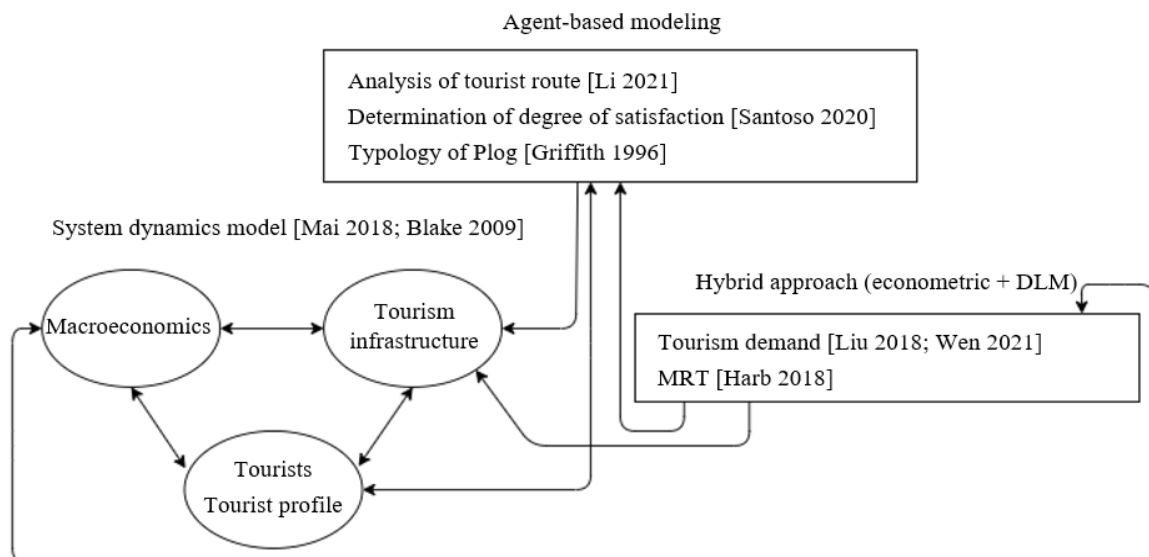 Agent-based modeling
Analysis of tourist route [Li 2021]
Determination of degree of satisfaction [Santoso 2020]
Typology of Plog [Griffith 1996]
System dynamics model [Mai 2018; Blake 2009]
Macroeconomics
Tourism
infrastructure
Tourists
Tourist profile
Hybrid approach (econometric + DLM)
Tourism demand [Liu 2018; Wen 2021]
MRT [Harb 2018]